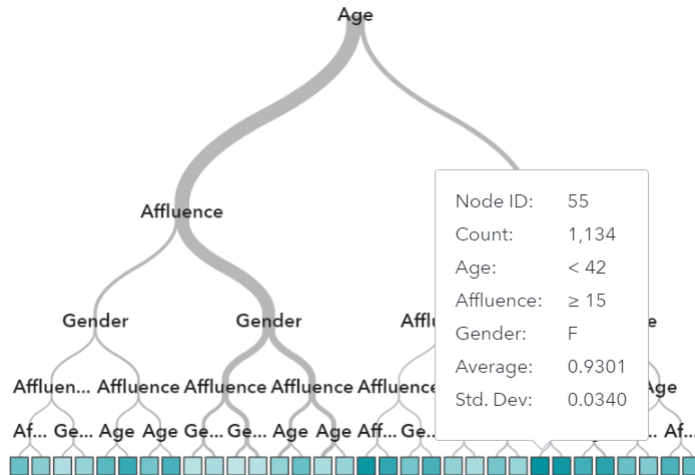 Age
Affluence
Gender Gender Afflu e
Affluen... Affluence Affluence Affluence Affluence Age
Af... Ge... Age Age Ge... Ge... Age Age Aff... Ge... Af...
Node ID: 55
Count: 1,134
Age: < 42
Affluence: ≥ 15
Gender: F
Average: 0.9301
Std. Dev: 0.0340